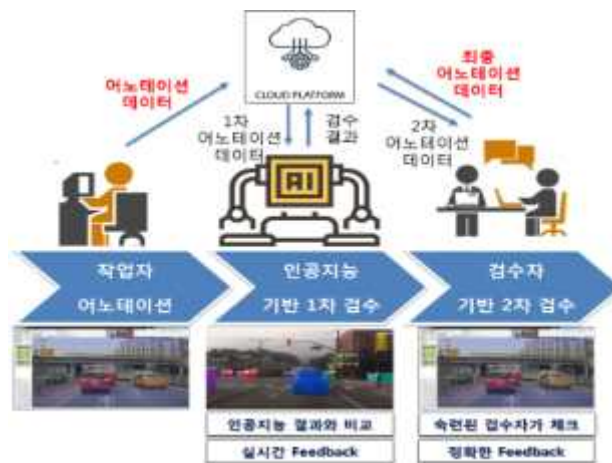 어노테이션
데이터
CLOUD PLATFORM
최종
어노테이션
데이터
1차
어노테이션
데이터
검수
결과
2차
어노테이션
데이터
AI
작업자
어노테이션
인공지능
기반 1차 검수
검수자
기반 2차 검수
인공지능 결과와 비교
실시간 Feedback
숙련된 검수자가 체크
정확한 Feedback